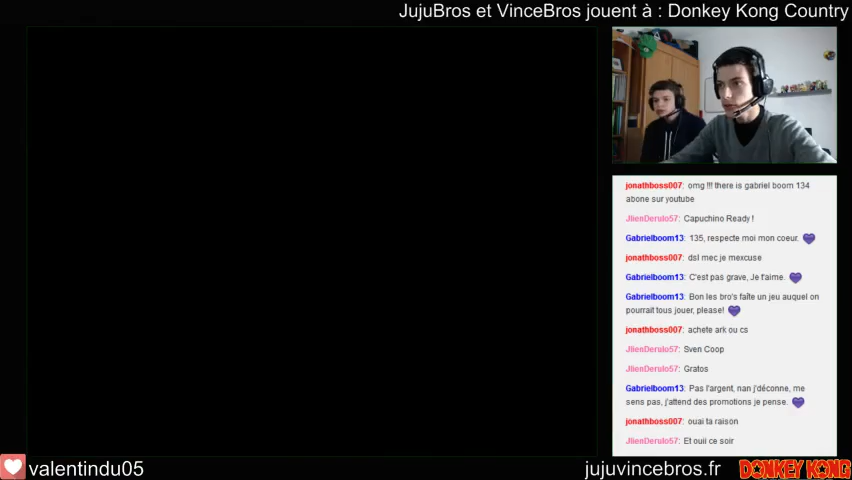 JujuBros et VinceBros jouent à : Donkey Kong Country
jonathboss007: omg !!! there is gabriel boom 134
abone sur youtube
JlienDerulo57: Capuchino Ready !
Gabrielboom13: 135, respecte moi mon coeur.
jonathboss007: dsl mec je mexcuse
Gabrielboom13: C'est pas grave, Je t'aime.
Gabrielboom13: Bon les bro's faîte un jeu auquel on
pourrait tous jouer, please!
jonathboss007: achete ark ou cs
JlienDerulo57: Sven Coop
JlienDerulo57: Gratos
Gabrielboom13: Pas l'argent, nan j'déconne, me
sens pas, j'attend des promotions je pense.
jonathboss007: ouai ta raison
JlienDerulo57: Et ouii ce soir
valentindu05
jujuvincebros.fr
DONKEY KONG